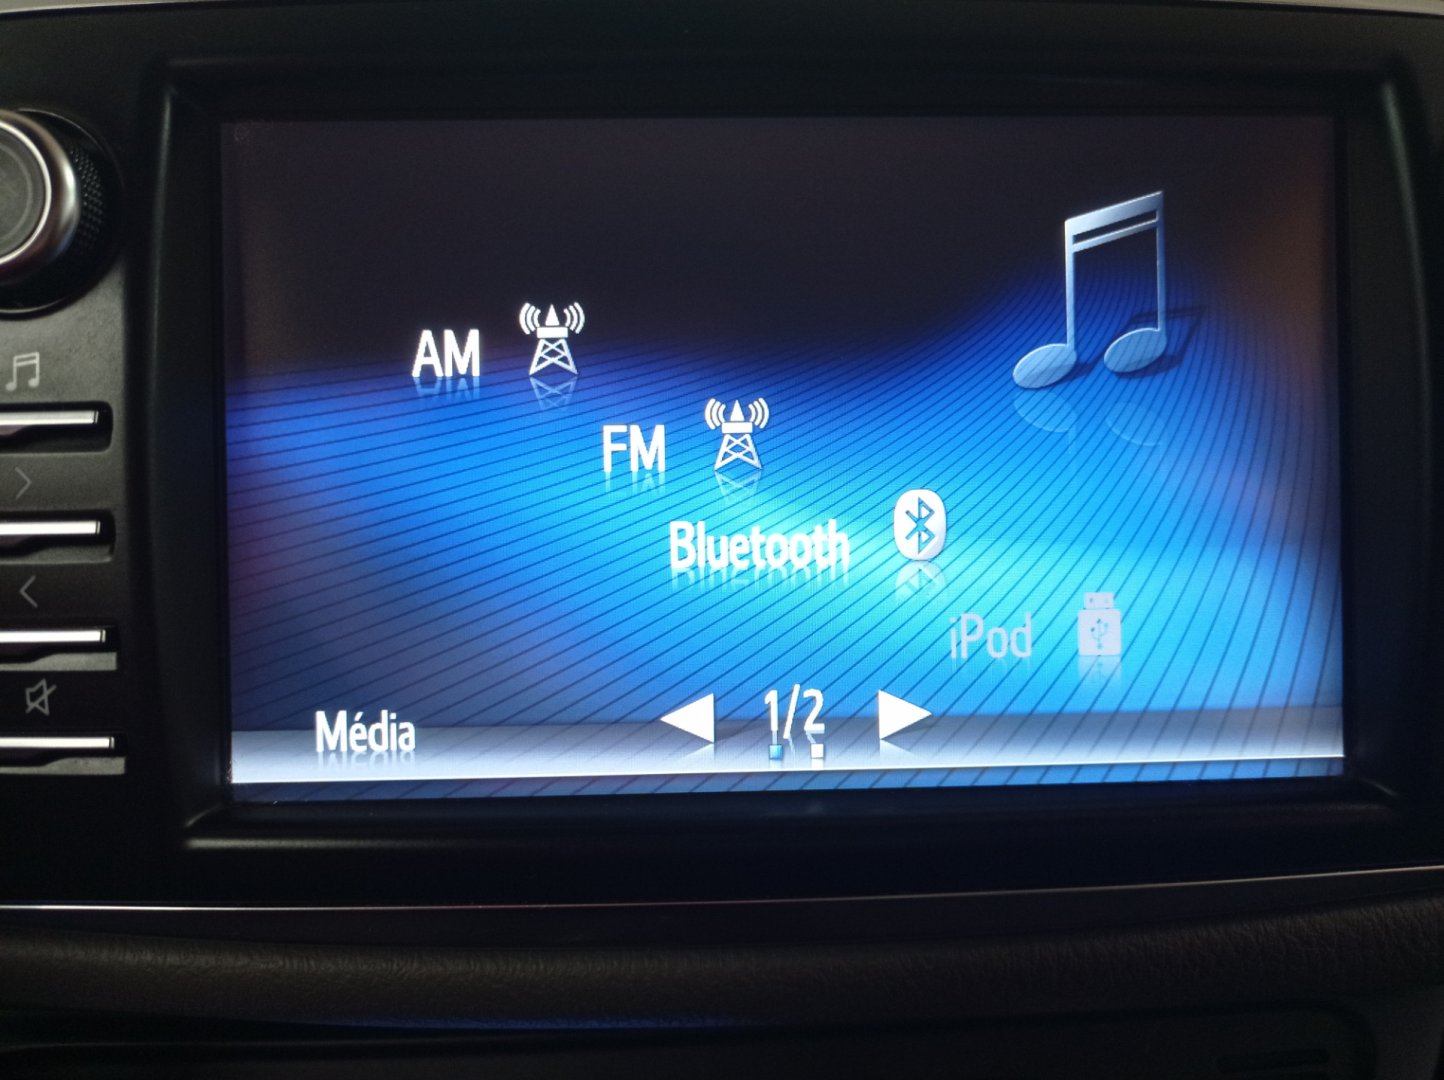 AM
FM
Bluetooth
iPod
Média
1/2